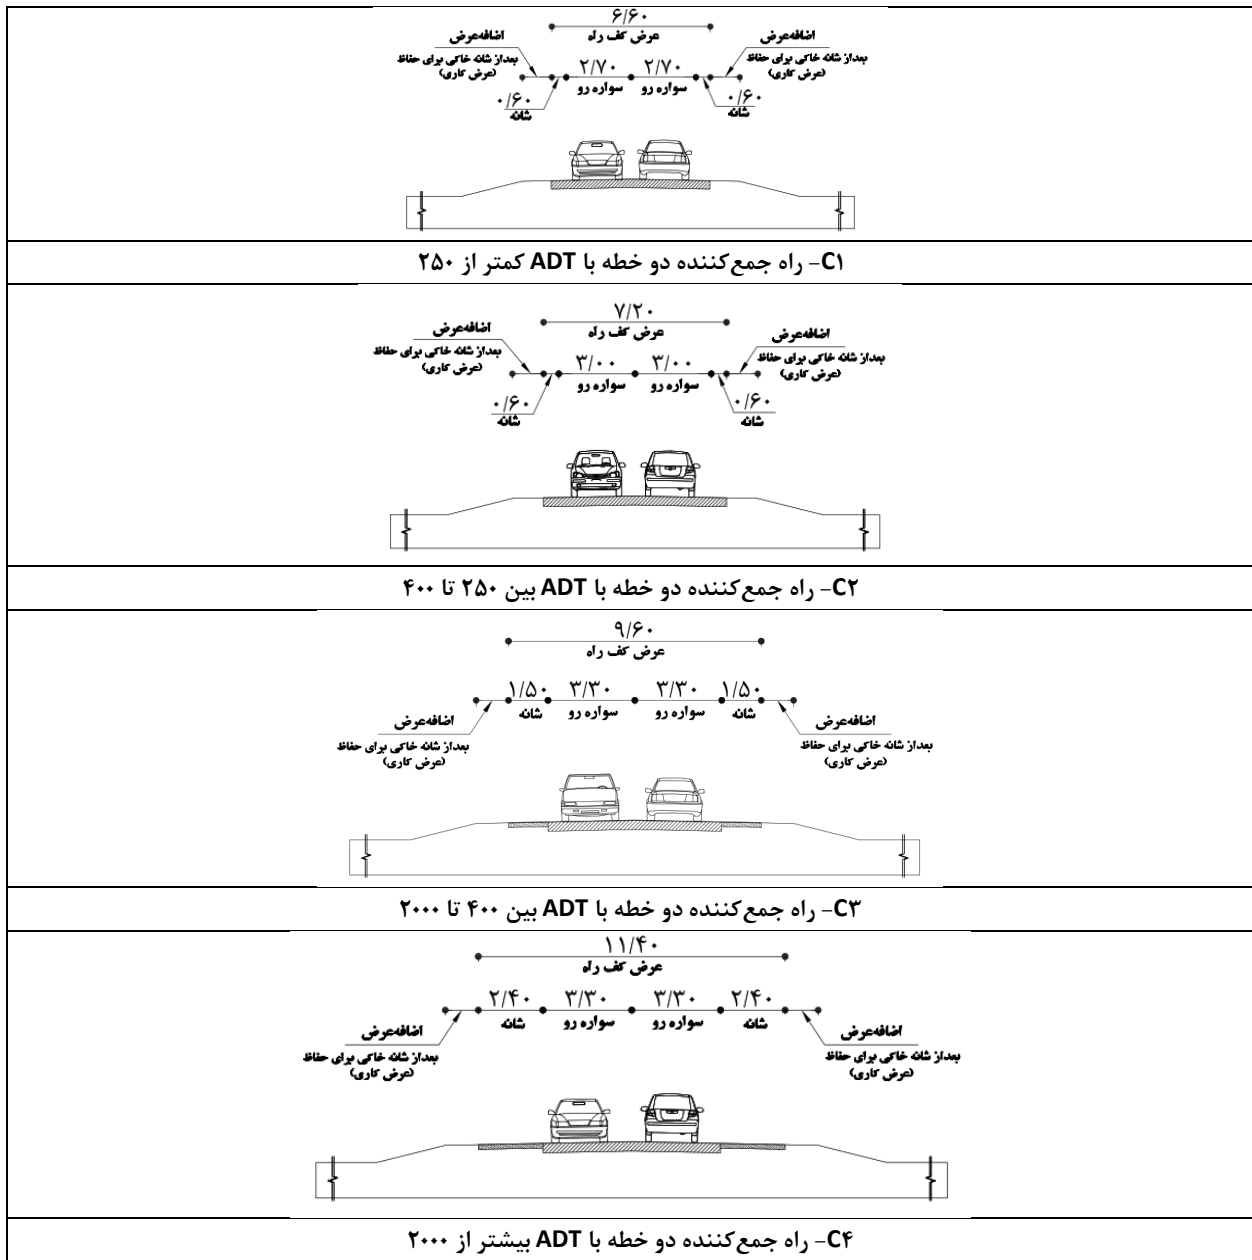 ۶/۶۰
عرض کف راه
اضافه‌عرض
بعداز شانه خاکی برای حفاظ
(عرض کاری)
اضافه‌عرض
بعداز شانه خاکی برای حفاظ
(عرض کاری)
۲/۷۰ ۲/۷۰
سواره رو سواره رو
۰/۶۰
شانه
۰/۶۰
شانه
C۱- راه جمع‌کننده دو خطه با ADT کمتر از ۲۵۰
۷/۲۰
عرض کف راه
اضافه‌عرض
بعداز شانه خاکی برای حفاظ
(عرض کاری)
اضافه‌عرض
بعداز شانه خاکی برای حفاظ
(عرض کاری)
۳/۰۰ ۳/۰۰
سواره رو سواره رو
۰/۶۰
شانه
۰/۶۰
شانه
C۲- راه جمع‌کننده دو خطه با ADT بین ۲۵۰ تا ۴۰۰
۹/۶۰
عرض کف راه
۱/۵۰ ۳/۳۰ ۳/۳۰ ۱/۵۰
شانه سواره رو سواره رو شانه
اضافه‌عرض
بعداز شانه خاکی برای حفاظ
(عرض کاری)
اضافه‌عرض
بعداز شانه خاکی برای حفاظ
(عرض کاری)
C۳- راه جمع‌کننده دو خطه با ADT بین ۴۰۰ تا ۲۰۰۰
۱۱/۴۰
عرض کف راه
۲/۴۰ ۳/۳۰ ۳/۳۰ ۲/۴۰
شانه سواره رو سواره رو شانه
اضافه‌عرض
بعداز شانه خاکی برای حفاظ
(عرض کاری)
اضافه‌عرض
بعداز شانه خاکی برای حفاظ
(عرض کاری)
C۴- راه جمع‌کننده دو خطه با ADT بیشتر از ۲۰۰۰